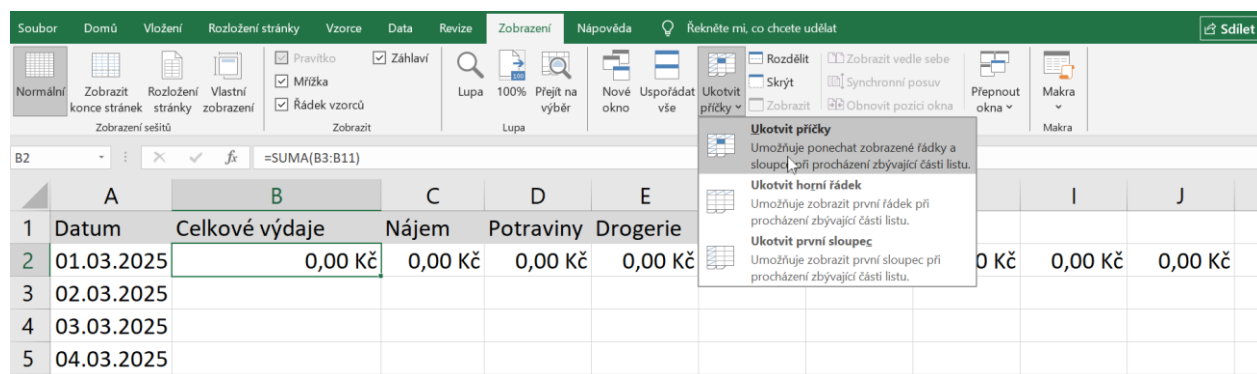 Soubor Domů Vložení Rozložení stránky Vzorce Data Revize Zobrazení Nápověda Řekněte mi, co chcete udělat Sdílet
Normální
Zobrazit
konce stránek
Rozložení
stránky
Vlastní
zobrazení
Zobrazení sešitů
Pravítko
Záhlaví
Mřížka
Řádek vzorců
Zobrazit
Lupa
100
100%
Přejít na
výběr
Lupa
Nové
okno
Uspořádat
vše
Ukotvit
příčky
Rozdělit
Skrýt
Zobrazit
Zobrazit vedle sebe
Synchronní posuv
Obnovit pozici okna
Přepnout
okna
Makra
Makra
Ukotvit příčky
Umožňuje ponechat zobrazené řádky a
sloupce při procházení zbývající části listu.
Ukotvit horní řádek
Umožňuje zobrazit první řádek při
procházení zbývající části listu.
Ukotvit první sloupec
Umožňuje zobrazit první sloupec při
procházení zbývající části listu.
B2 fx =SUMA(B3:B11)
A B C D E I J
1 Datum Celkové výdaje Nájem Potraviny Drogerie
2 01.03.2025 0,00 Kč 0,00 Kč 0,00 Kč 0,00 Kč 0 Kč 0,00 Kč 0,00 Kč
3 02.03.2025
4 03.03.2025
5 04.03.2025